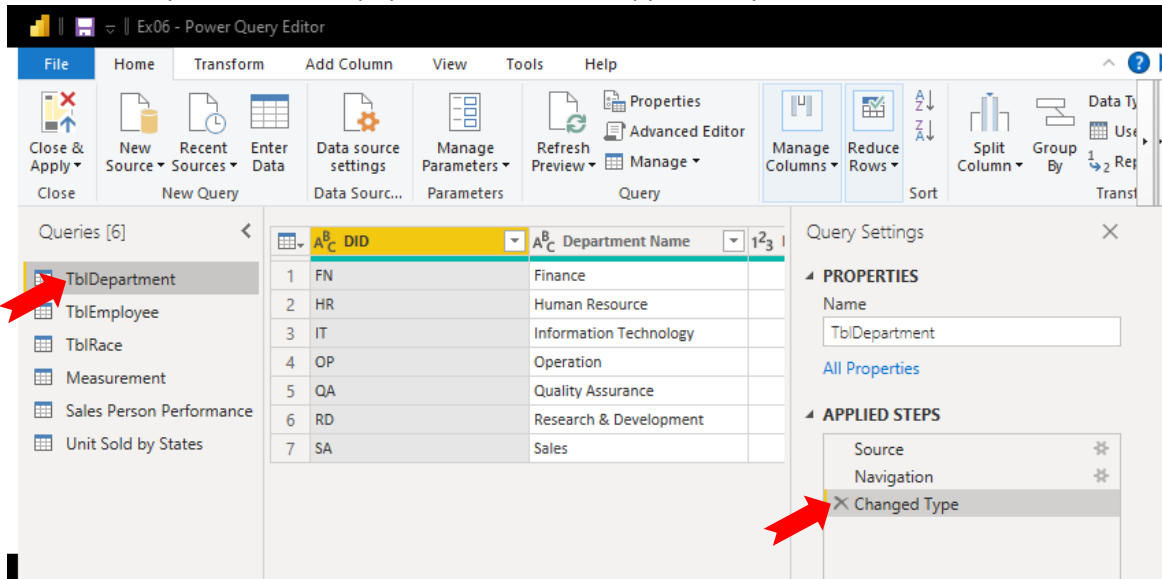 Ex06 - Power Query Editor
File Home Transform Add Column View Tools Help
Close & Apply
New Source
Recent Sources
Enter Data
Data source settings
Manage Parameters
Refresh Preview
Properties
Advanced Editor
Manage
Manage Columns
Reduce Rows
Split Column
Group By
Data Ty
Use
Rep
Close New Query Data Sourc... Parameters Query Sort Transf
Queries [6]
TblDepartment
TblEmployee
TblRace
Measurement
Sales Person Performance
Unit Sold by States
DID Department Name
1 FN Finance
2 HR Human Resource
3 IT Information Technology
4 OP Operation
5 QA Quality Assurance
6 RD Research & Development
7 SA Sales
Query Settings
PROPERTIES
Name
TblDepartment
All Properties
APPLIED STEPS
Source
Navigation
Changed Type